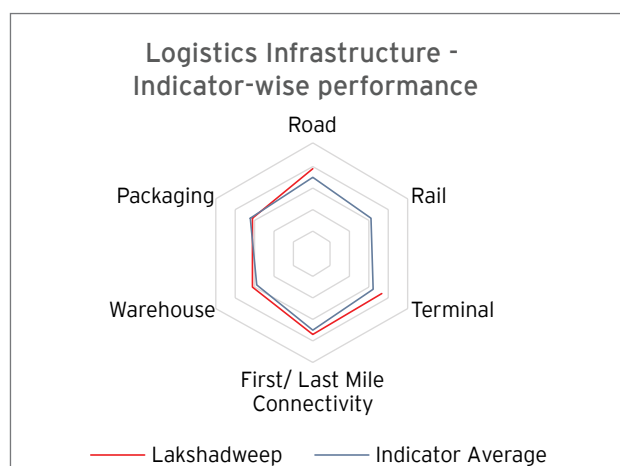 Logistics Infrastructure -
Indicator-wise performance
Road
Packaging
Rail
Warehouse
Terminal
First/ Last Mile
Connectivity
Lakshadweep
Indicator Average